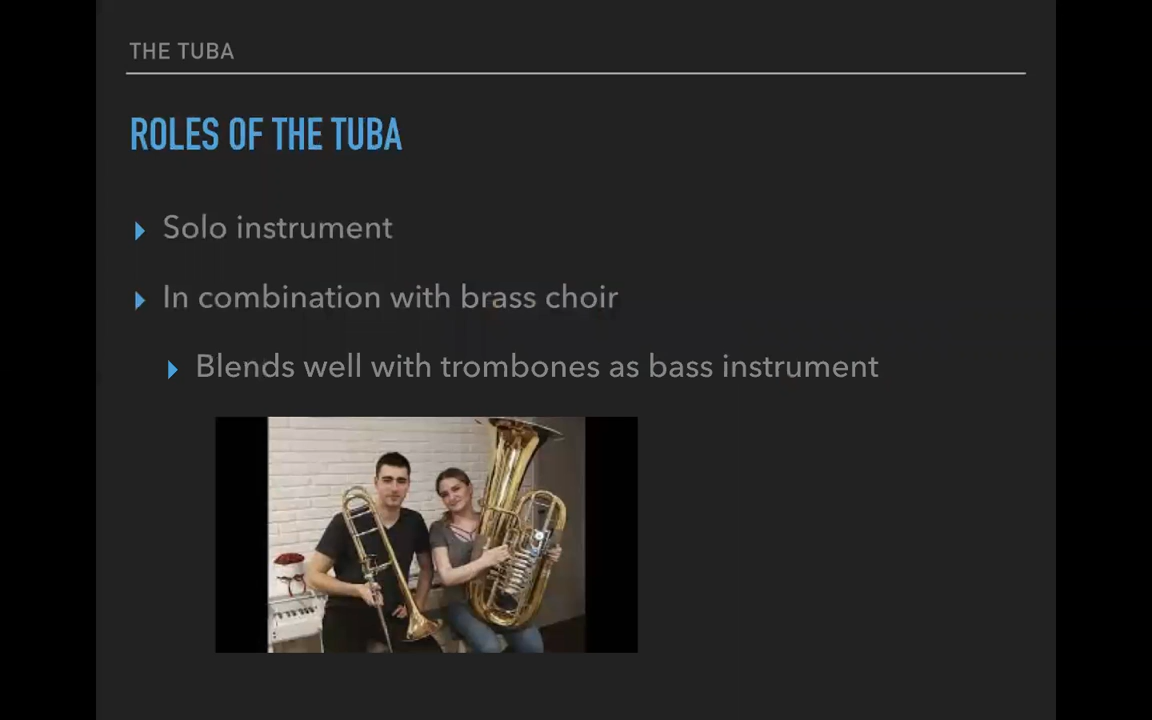 THE TUBA
ROLES OF THE TUBA
Solo instrument
In combination with brass choir
Blends well with trombones as bass instrument